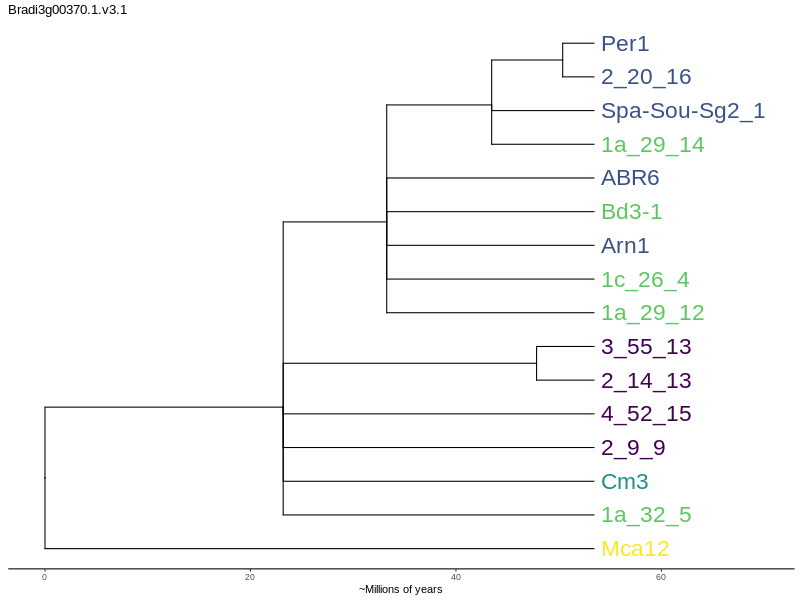 Bradi3g00370.1.v3.1
Per1
2_20_16
Spa-Sou-Sg2_1
1a_29_14
ABR6
Bd3-1
Arn1
1c_26_4
1a_29_12
3_55_13
2_14_13
4_52_15
2_9_9
Cm3
1a_32_5
Mca12
0 20 40 60
~Millions of years